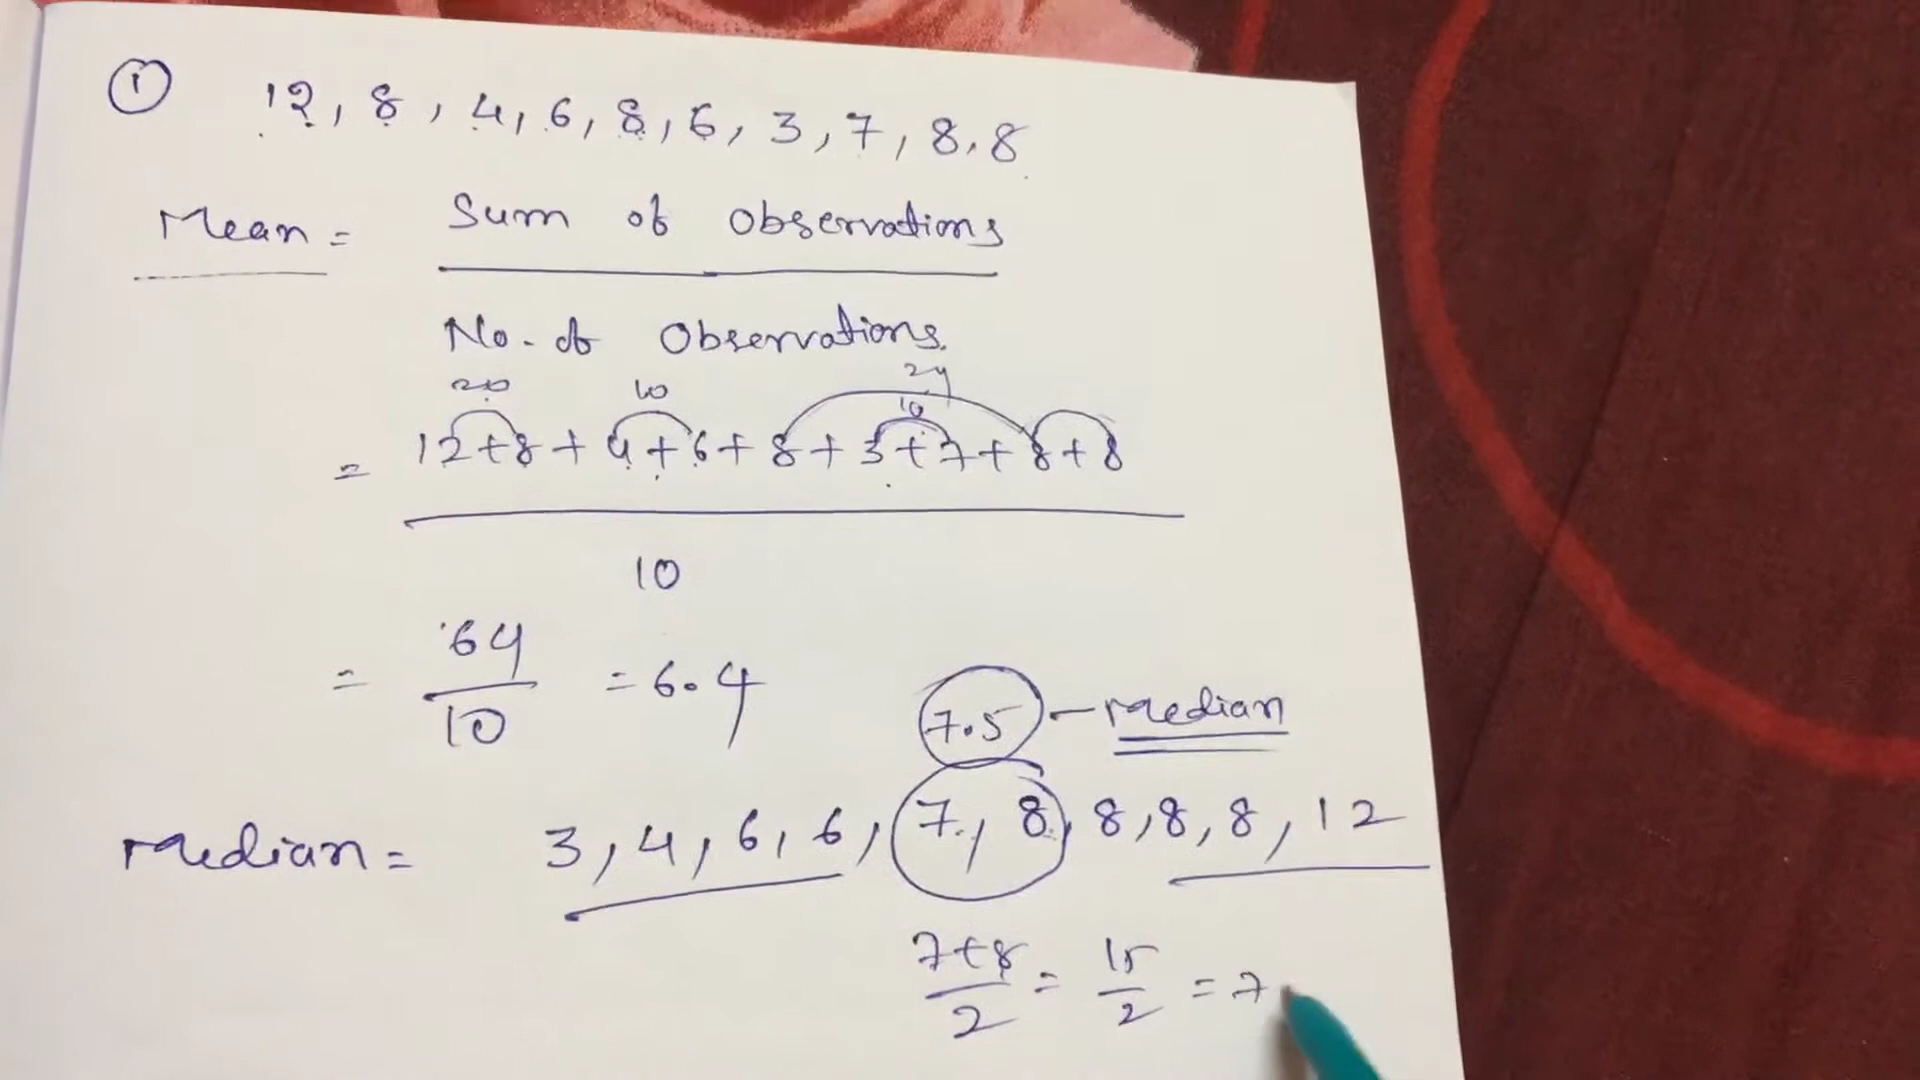 ① 12, 8, 4, 6, 8, 6, 3, 7, 8, 8
Mean = Sum of Observations
No. of Observations
20 10 24
10
= 12+8+4+6+8+3+7+8+8
10
= 64/10 = 6.4
7.5 - Median
Median = 3, 4, 6, 6, 7, 8, 8, 8, 8, 12
7+8/2 = 15/2 = 7